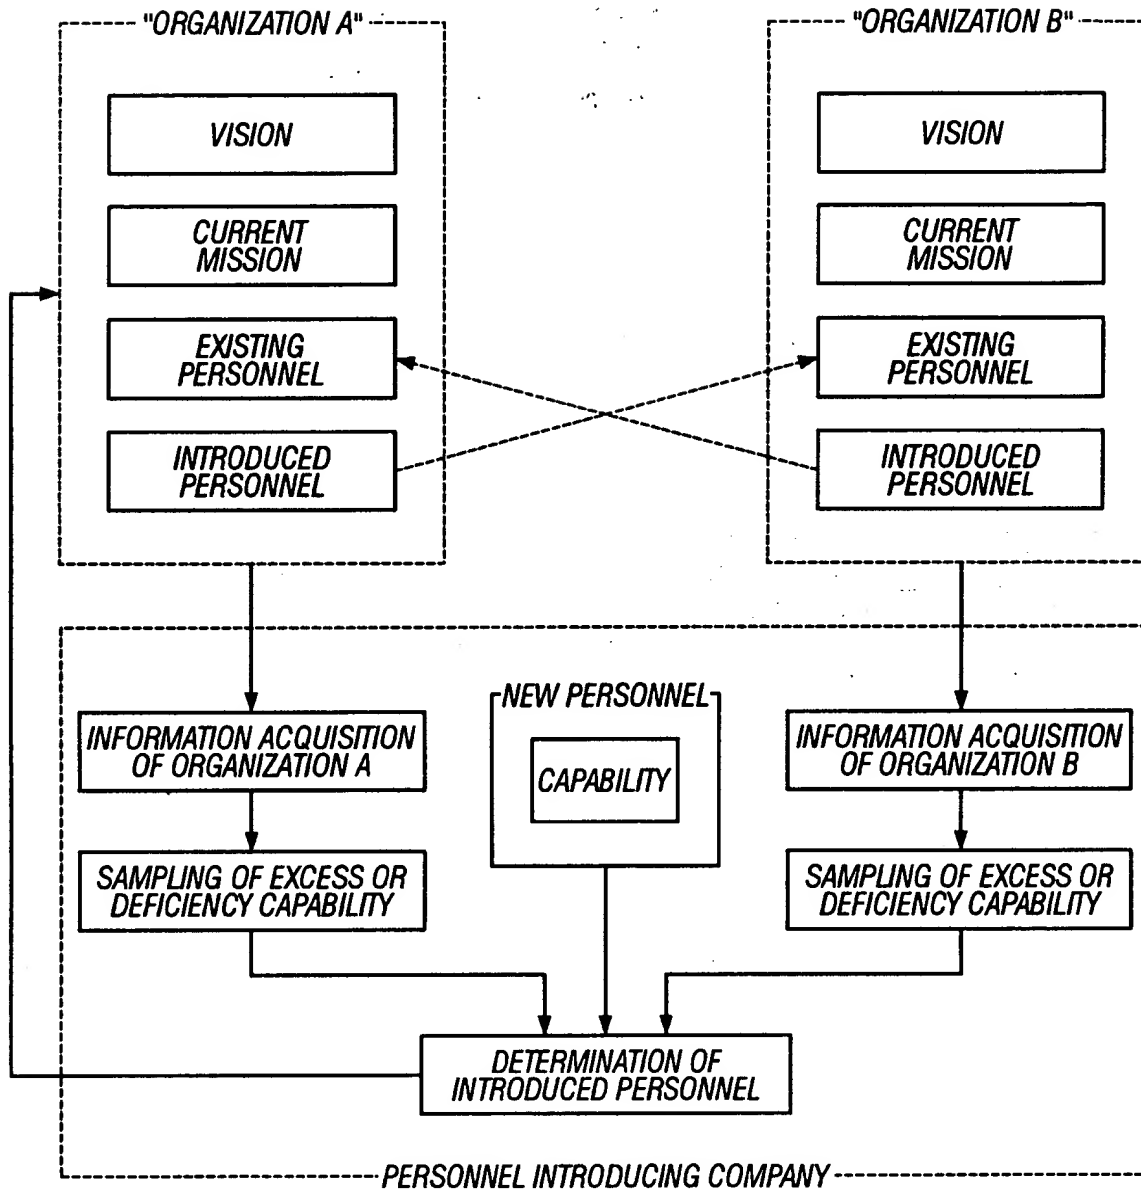 "ORGANIZATION A"
VISION
CURRENT
MISSION
EXISTING
PERSONNEL
INTRODUCED
PERSONNEL
"ORGANIZATION B"
VISION
CURRENT
MISSION
EXISTING
PERSONNEL
INTRODUCED
PERSONNEL
INFORMATION ACQUISITION
OF ORGANIZATION A
SAMPLING OF EXCESS OR
DEFICIENCY CAPABILITY
NEW PERSONNEL
CAPABILITY
INFORMATION ACQUISITION
OF ORGANIZATION B
SAMPLING OF EXCESS OR
DEFICIENCY CAPABILITY
DETERMINATION OF
INTRODUCED PERSONNEL
PERSONNEL INTRODUCING COMPANY